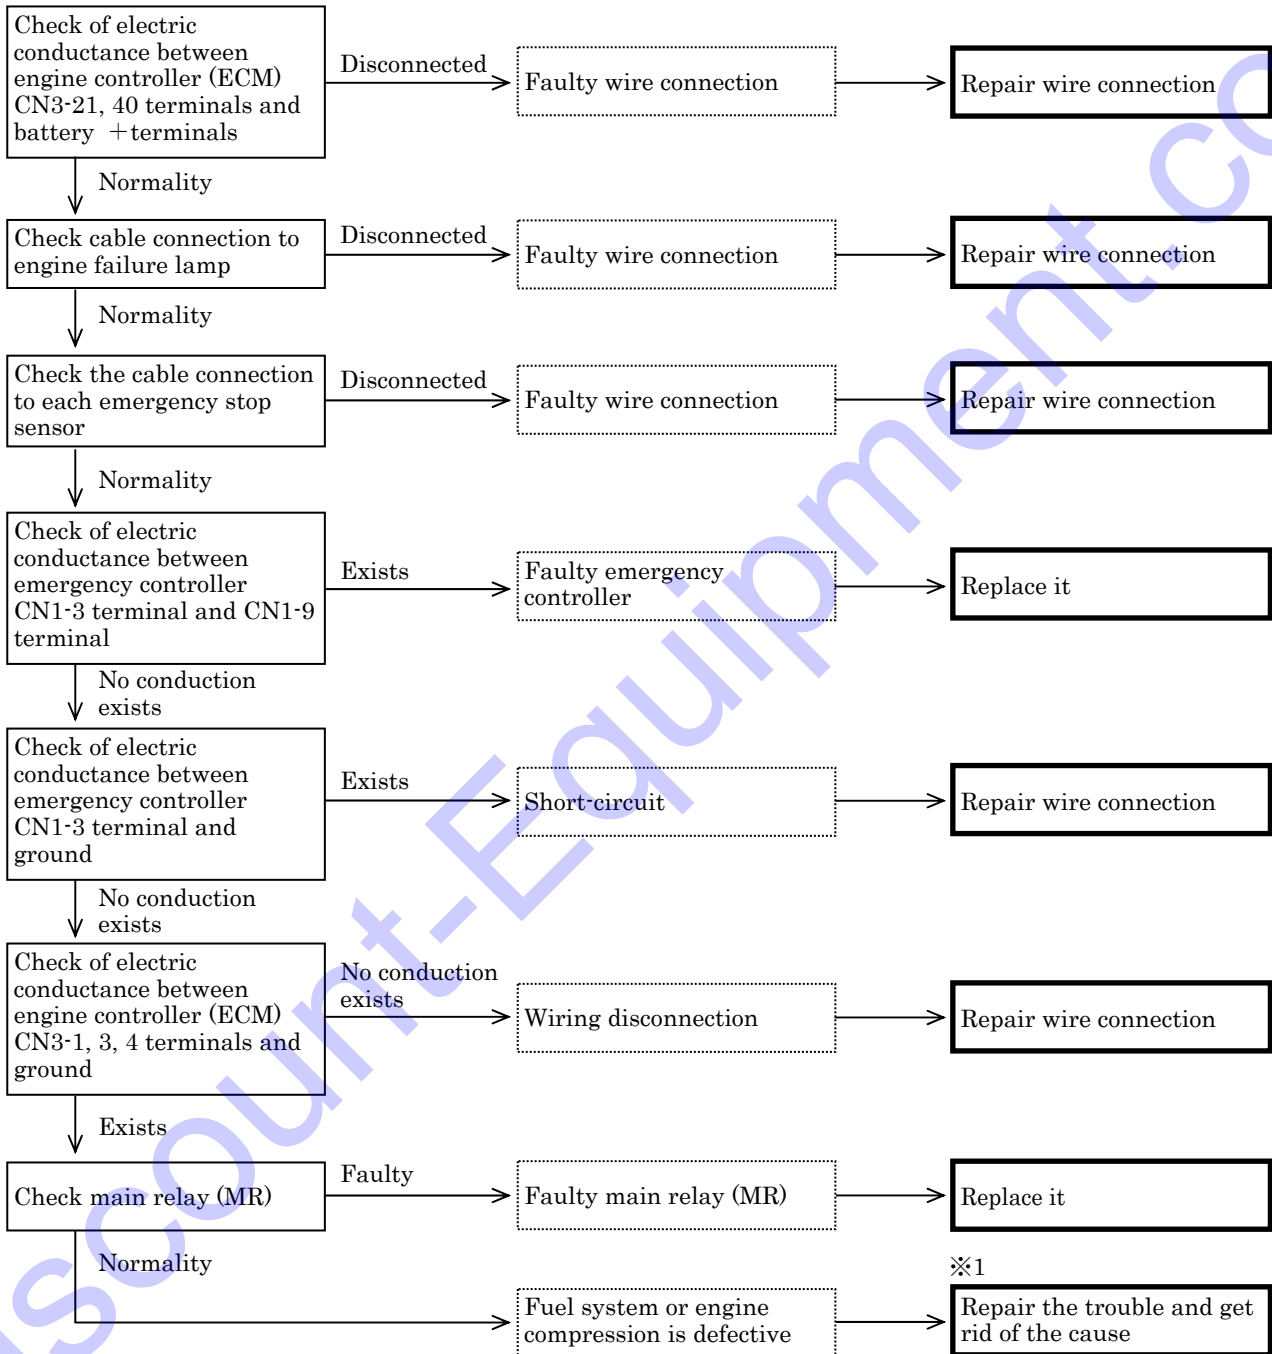 Check of electric
conductance between
engine controller (ECM)
CN3-21, 40 terminals and
battery +terminals
Disconnected
Faulty wire connection
Repair wire connection
Normality
Check cable connection to
engine failure lamp
Disconnected
Faulty wire connection
Repair wire connection
Normality
Check the cable connection
to each emergency stop
sensor
Disconnected
Faulty wire connection
Repair wire connection
Normality
Check of electric
conductance between
emergency controller
CN1-3 terminal and CN1-9
terminal
Exists
Faulty emergency
controller
Replace it
No conduction
exists
Check of electric
conductance between
emergency controller
CN1-3 terminal and
ground
Exists
Short-circuit
Repair wire connection
No conduction
exists
Check of electric
conductance between
engine controller (ECM)
CN3-1, 3, 4 terminals and
ground
No conduction
exists
Wiring disconnection
Repair wire connection
Exists
Check main relay (MR)
Faulty
Faulty main relay (MR)
Replace it
Normality
※1
Fuel system or engine
compression is defective
Repair the trouble and get
rid of the cause
iscount-Equipment.co